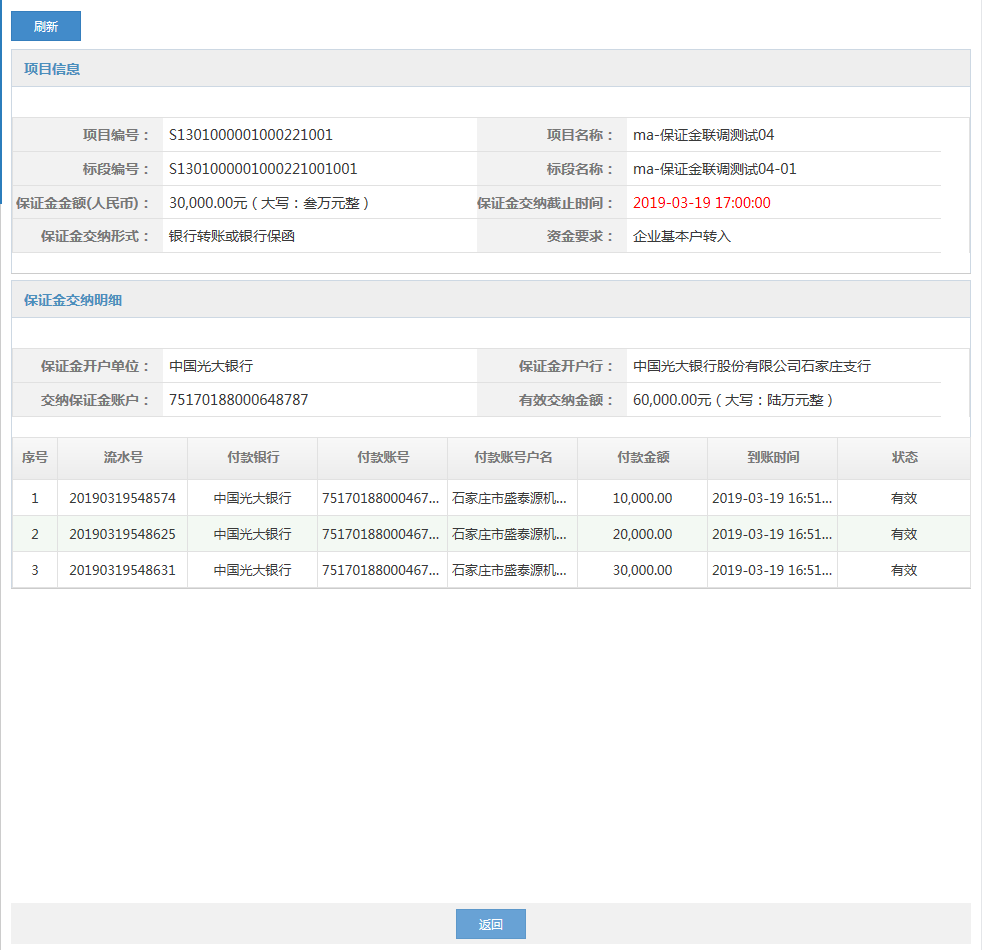 刷新
项目信息
项目编号： S1301000001000221001 项目名称： ma-保证金联调测试04
标段编号： S1301000001000221001001 标段名称： ma-保证金联调测试04-01
保证金金额(人民币)： 30,000.00元（大写：叁万元整） 保证金交纳截止时间： 2019-03-19 17:00:00
保证金交纳形式： 银行转账或银行保函 资金要求： 企业基本户转入
保证金交纳明细
保证金开户单位： 中国光大银行 保证金开户行： 中国光大银行股份有限公司石家庄支行
交纳保证金账户： 75170188000648787 有效交纳金额： 60,000.00元（大写：陆万元整）
序号 流水号 付款银行 付款账号 付款账号户名 付款金额 到账时间 状态
1 20190319548574 中国光大银行 75170188000467... 石家庄市盛泰源机... 10,000.00 2019-03-19 16:51... 有效
2 20190319548625 中国光大银行 75170188000467... 石家庄市盛泰源机... 20,000.00 2019-03-19 16:51... 有效
3 20190319548631 中国光大银行 75170188000467... 石家庄市盛泰源机... 30,000.00 2019-03-19 16:51... 有效
返回